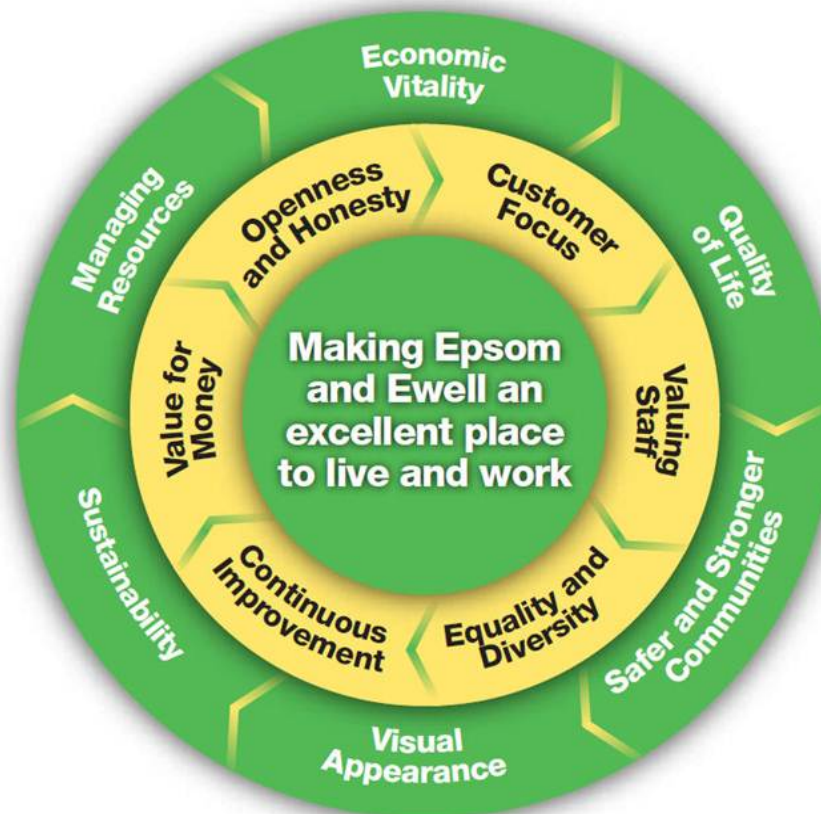 Economic
Vitality
Quality
of Life
Safer and Stronger
Communities
Visual
Appearance
Sustainability
Managing
Resources
Openness
and Honesty
Customer
Focus
Valuing
Staff
Equality and
Diversity
Continuous
Improvement
Value for
Money
Making Epsom
and Ewell an
excellent place
to live and work